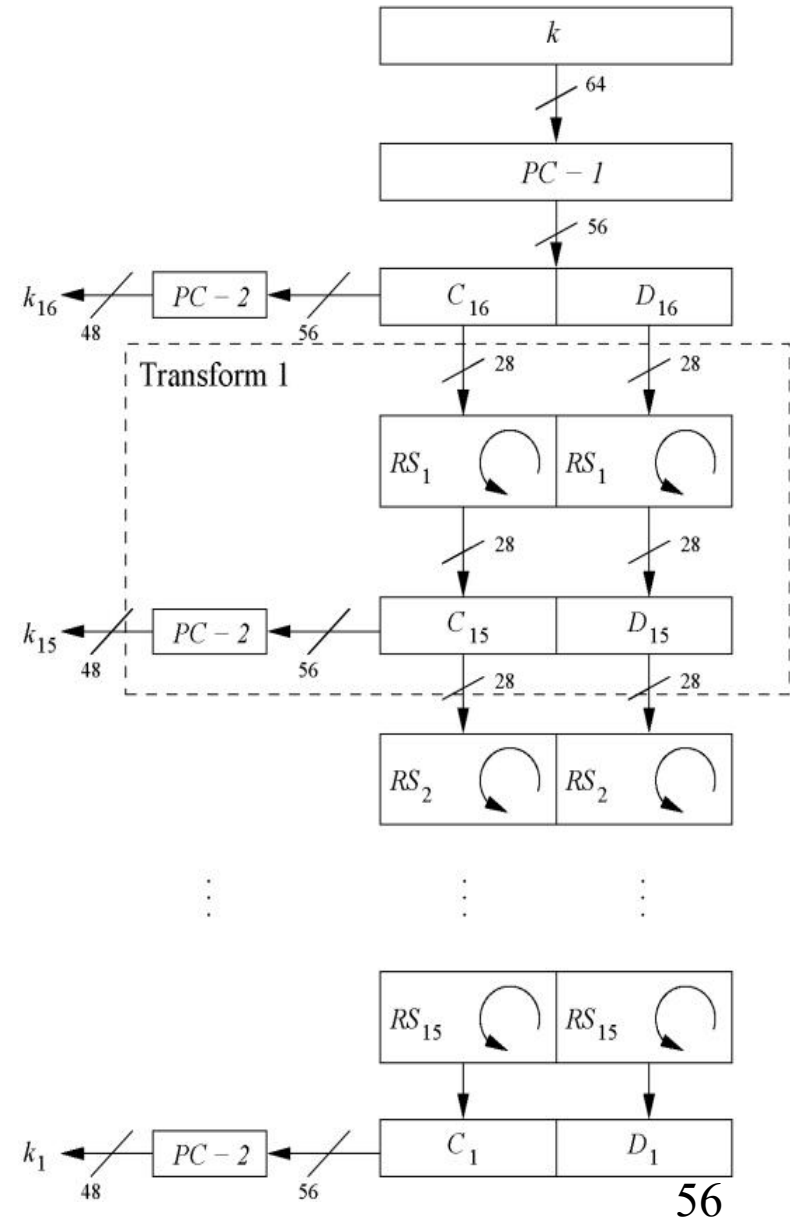 k
64
PC – 1
56
k16 48 PC – 2 56 C16 D16
Transform 1
28 28
RS1 RS1
28 28
k15 48 PC – 2 56 C15 D15
28 28
RS2 RS2
⋮ ⋮ ⋮
RS15 RS15
k1 48 PC – 2 56 C1 D1
56